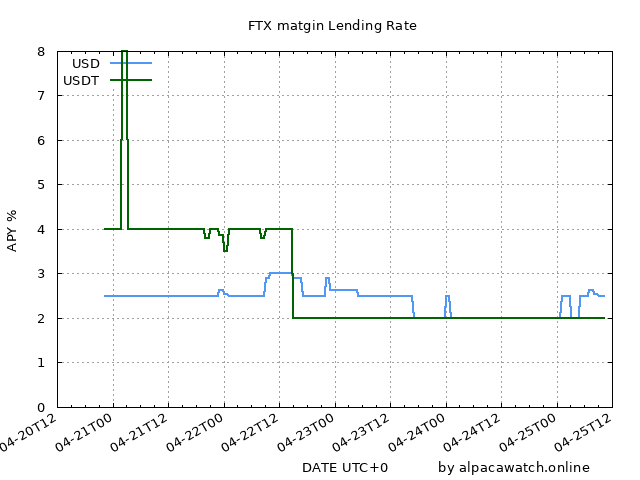 FTX matgin Lending Rate
USD
USDT
8
7
6
5
4
3
2
1
0
APY %
04-20T12
04-21T00
04-21T12
04-22T00
04-22T12
04-23T00
04-23T12
04-24T00
04-24T12
04-25T00
04-25T12
DATE UTC+0
by alpacawatch.online